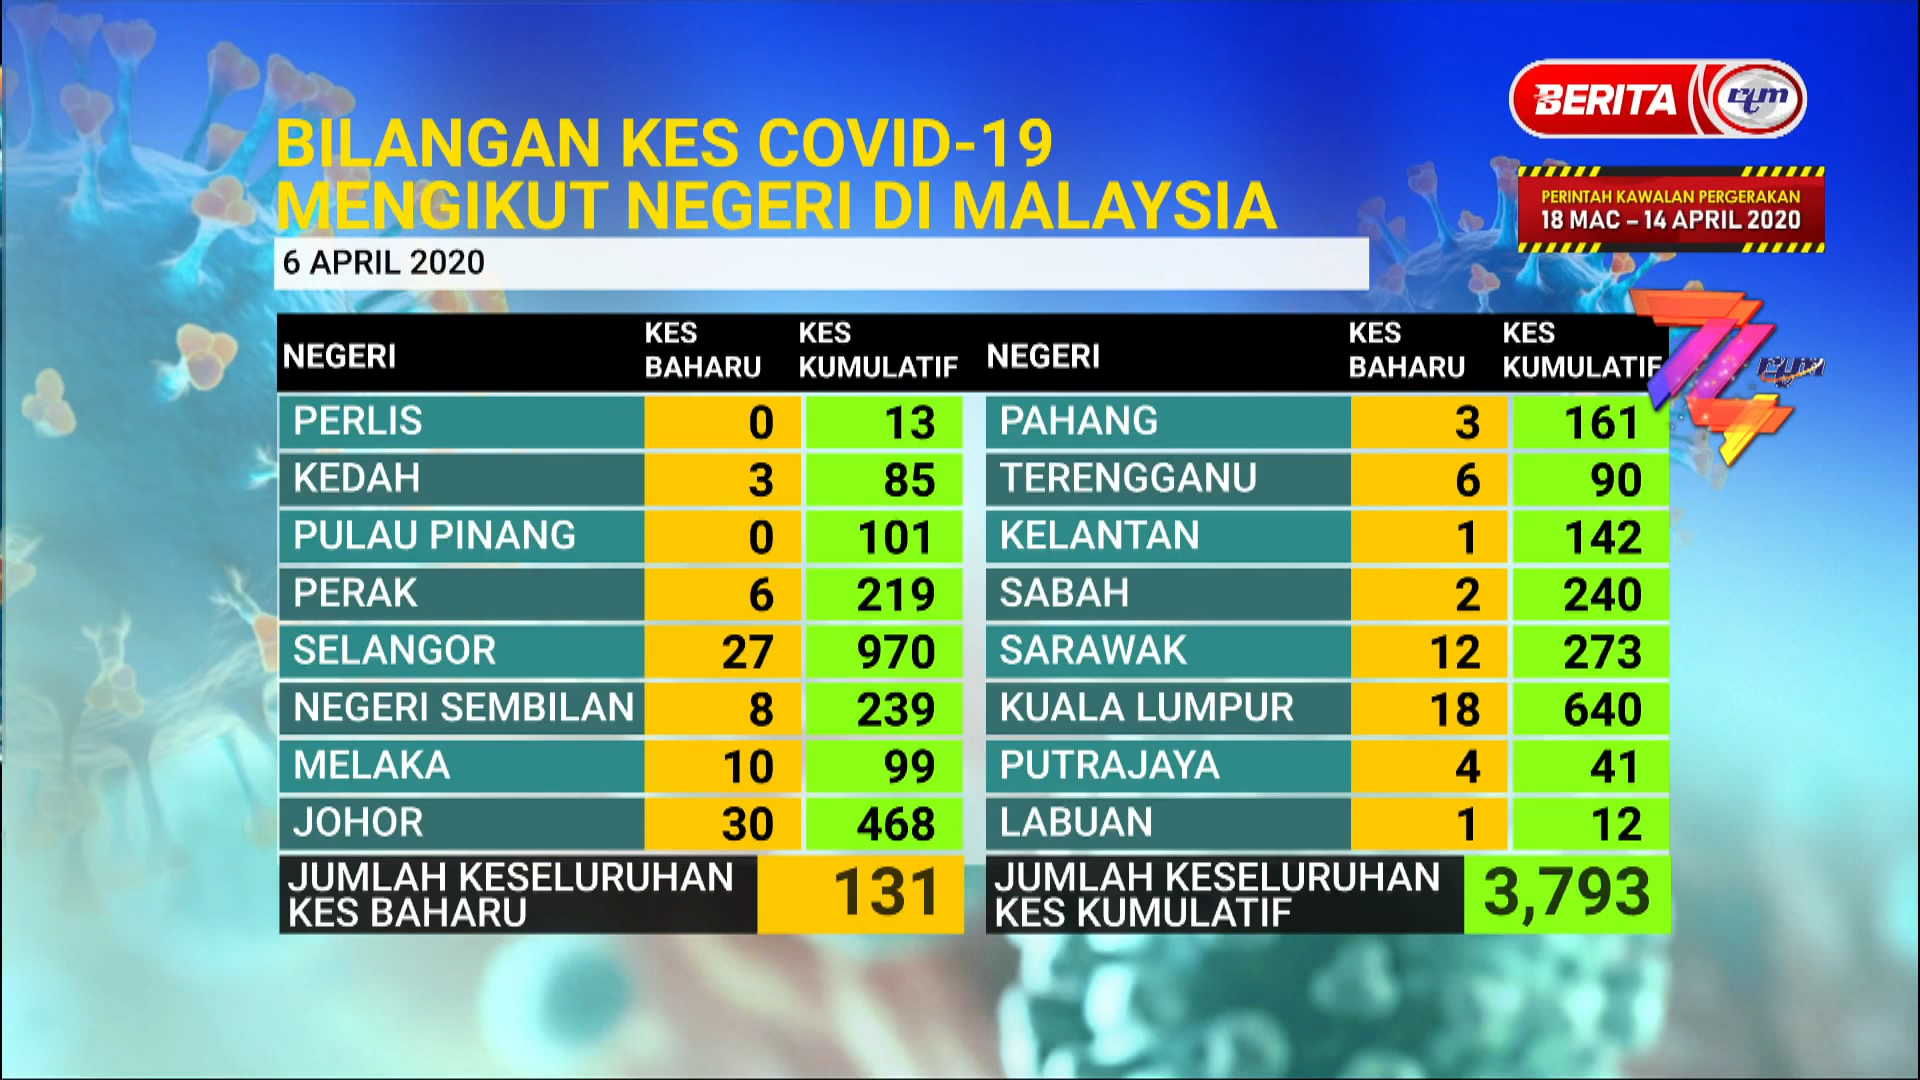 BERITA rtm
BILANGAN KES COVID-19
MENGIKUT NEGERI DI MALAYSIA
PERINTAH KAWALAN PERGERAKAN
18 MAC – 14 APRIL 2020
6 APRIL 2020
rtm
NEGERI KES BAHARU KES KUMULATIF NEGERI KES BAHARU KES KUMULATIF
PERLIS 0 13 PAHANG 3 161
KEDAH 3 85 TERENGGANU 6 90
PULAU PINANG 0 101 KELANTAN 1 142
PERAK 6 219 SABAH 2 240
SELANGOR 27 970 SARAWAK 12 273
NEGERI SEMBILAN 8 239 KUALA LUMPUR 18 640
MELAKA 10 99 PUTRAJAYA 4 41
JOHOR 30 468 LABUAN 1 12
JUMLAH KESELURUHAN KES BAHARU 131 JUMLAH KESELURUHAN KES KUMULATIF 3,793